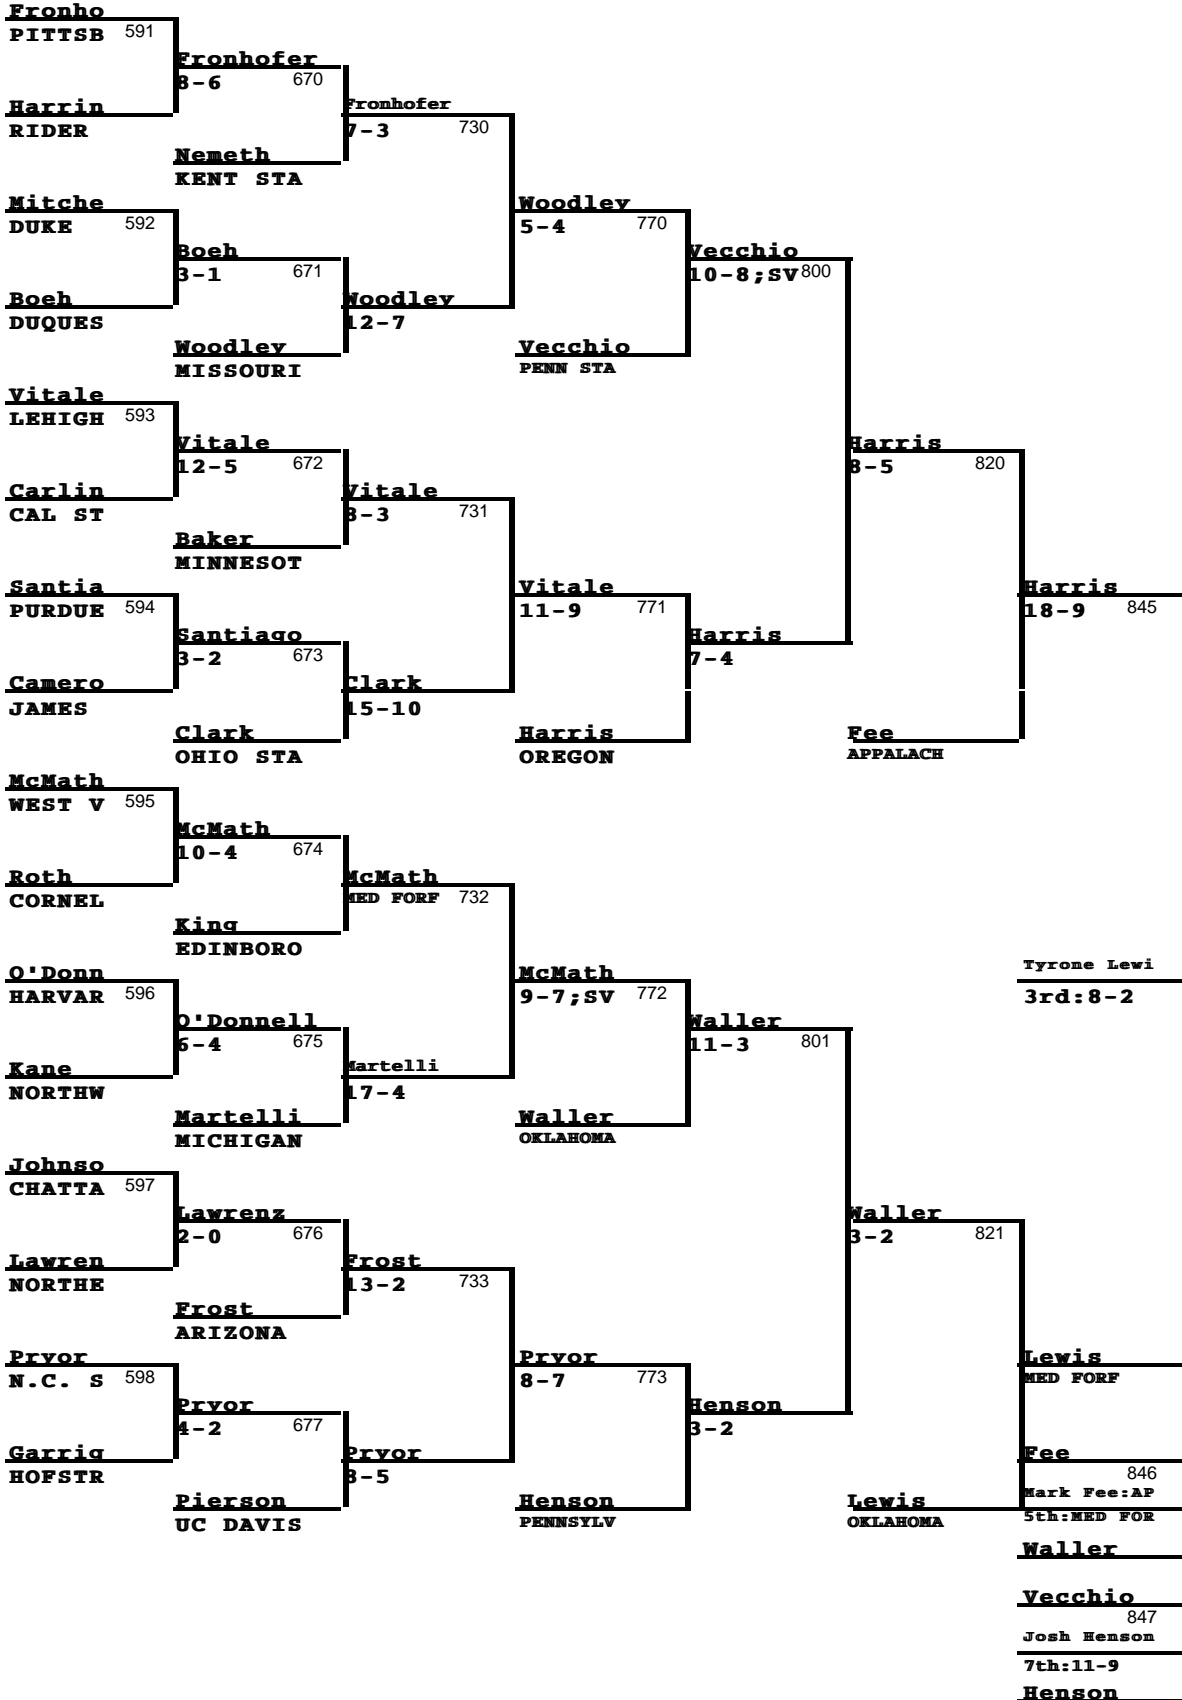 Fronho
PITTSB 591
Fronhofer
8-6 670
Harrin
RIDER
Fronhofer
7-3 730
Nemeth
KENT STA
Mitche
DUKE 592
Woodley
5-4 770
Boeh
3-1 671
Vecchio
10-8;SV 800
Boeh
DUQUES
Woodley
12-7
Woodley
MISSOURI
Vecchio
PENN STA
Vitale
LEHIGH 593
Vitale
12-5 672
Harris
8-5 820
Carlin
CAL ST
Vitale
8-3 731
Baker
MINNESOT
Santia
PURDUE 594
Vitale
11-9 771
Harris
18-9 845
Santiago
3-2 673
Harris
7-4
Camero
JAMES
Clark
15-10
Clark
OHIO STA
Harris
OREGON
Fee
APPALACH
McMath
WEST V 595
McMath
10-4 674
Roth
CORNEL
McMath
MED FORF 732
King
EDINBORO
O'Donn
HARVAR 596
McMath
9-7;SV 772
Tyrone Lewi
3rd:8-2
O'Donnell
6-4 675
Waller
11-3 801
Kane
NORTHW
Martelli
17-4
Martelli
MICHIGAN
Waller
OKLAHOMA
Johnso
CHATTA 597
Lawrenz
2-0 676
Waller
3-2 821
Lawren
NORTHE
Frost
13-2 733
Frost
ARIZONA
Pryor
N.C. S 598
Pryor
8-7 773
Lewis
MED FORF
Pryor
4-2 677
Henson
3-2
Garrig
HOFSTR
Pryor
8-5
Fee
846
Pierson
UC DAVIS
Henson
PENNSYLV
Lewis
OKLAHOMA
Mark Fee:AP
5th:MED FOR
Waller
Vecchio
847
Josh Henson
7th:11-9
Henson